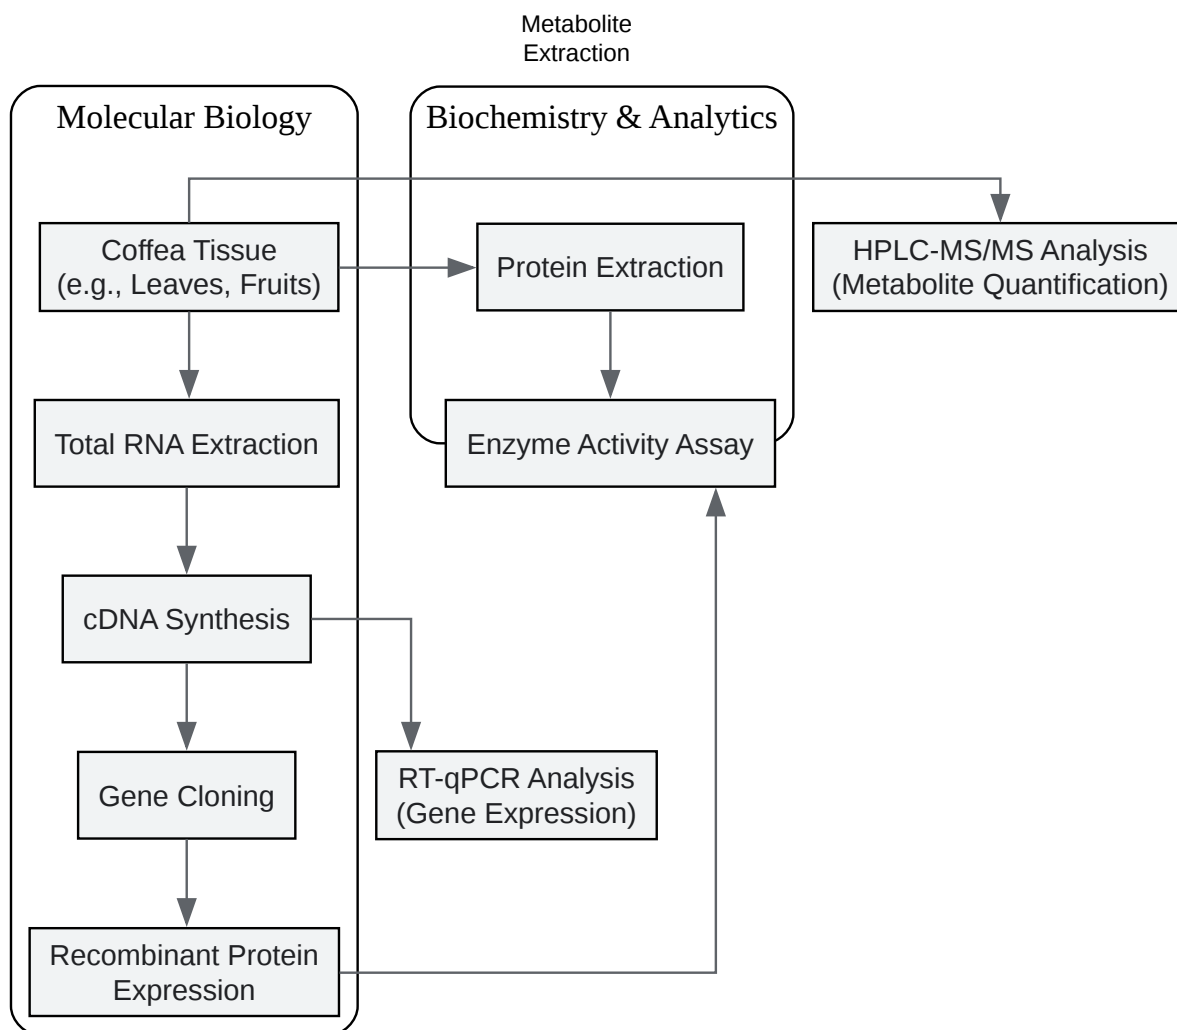 Metabolite
Extraction
Molecular Biology
Biochemistry & Analytics
Coffea Tissue
(e.g., Leaves, Fruits)
Protein Extraction
HPLC-MS/MS Analysis
(Metabolite Quantification)
Total RNA Extraction
Enzyme Activity Assay
cDNA Synthesis
Gene Cloning
RT-qPCR Analysis
(Gene Expression)
Recombinant Protein
Expression